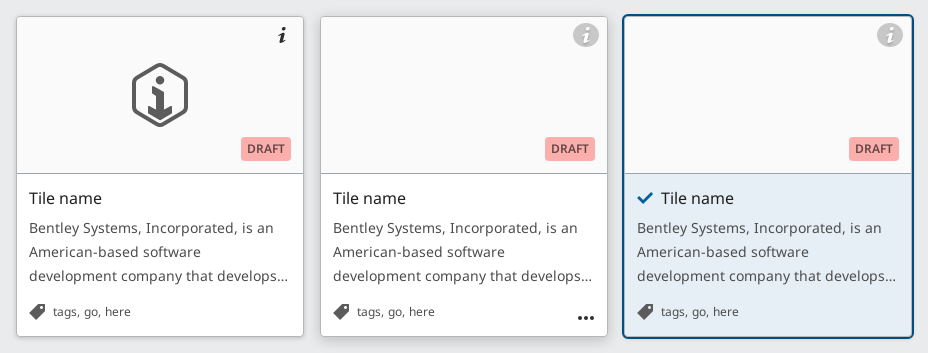 i
DRAFT
Tile name
Bentley Systems, Incorporated, is an
American-based software
development company that develops...
tags, go, here
i
DRAFT
Tile name
Bentley Systems, Incorporated, is an
American-based software
development company that develops...
tags, go, here
i
DRAFT
Tile name
Bentley Systems, Incorporated, is an
American-based software
development company that develops...
tags, go, here